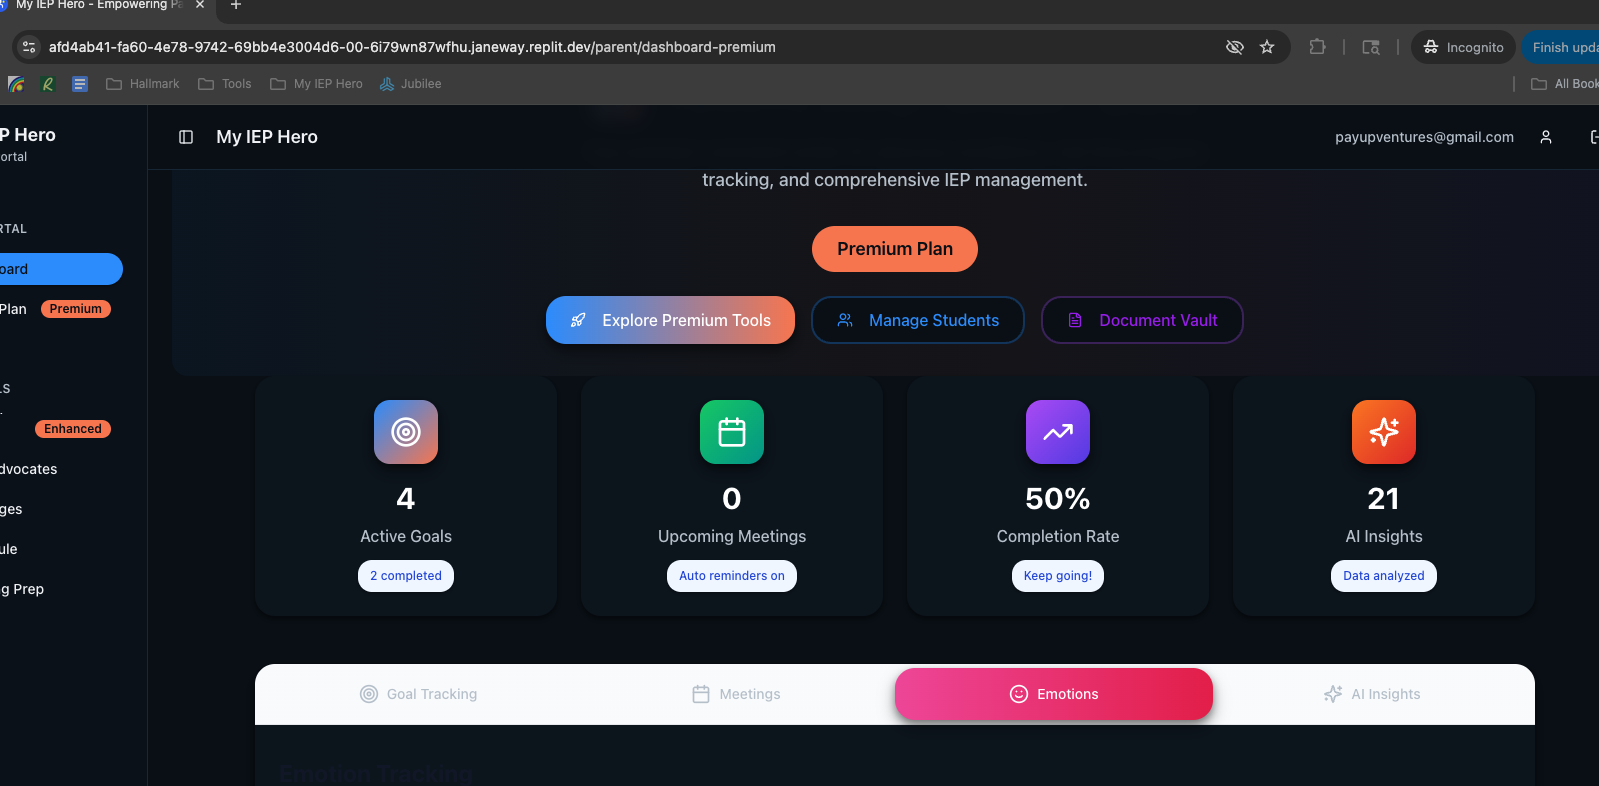 My IEP Hero - Empowering Pa
afd4ab41-fa60-4e78-9742-69bb4e3004d6-00-6i79wn87wfhu.janeway.replit.dev/parent/dashboard-premium
Incognito
Finish upda
Hallmark
Tools
My IEP Hero
Jubilee
All Book
P Hero
ortal
My IEP Hero
payupventures@gmail.com
RTAL
oard
Plan
Premium
LS
Enhanced
dvocates
ges
ule
g Prep
tracking, and comprehensive IEP management.
Premium Plan
Explore Premium Tools
Manage Students
Document Vault
4
Active Goals
2 completed
0
Upcoming Meetings
Auto reminders on
50%
Completion Rate
Keep going!
21
AI Insights
Data analyzed
Goal Tracking
Meetings
Emotions
AI Insights
Emotion Tracking